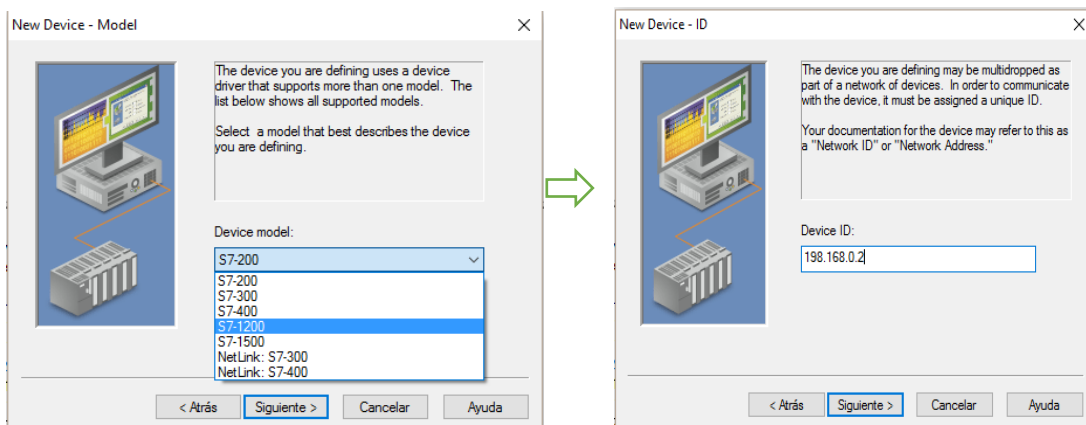 New Device - Model
The device you are defining uses a device
driver that supports more than one model. The
list below shows all supported models.
Select a model that best describes the device
you are defining.
Device model:
S7-200
S7-200
S7-300
S7-400
S7-1200
S7-1500
NetLink: S7-300
NetLink: S7-400
< Atrás
Siguiente >
Cancelar
Ayuda
New Device - ID
The device you are defining may be multidropped as
part of a network of devices. In order to communicate
with the device, it must be assigned a unique ID.
Your documentation for the device may refer to this as
a "Network ID" or "Network Address."
Device ID:
198.168.0.2
< Atrás
Siguiente >
Cancelar
Ayuda